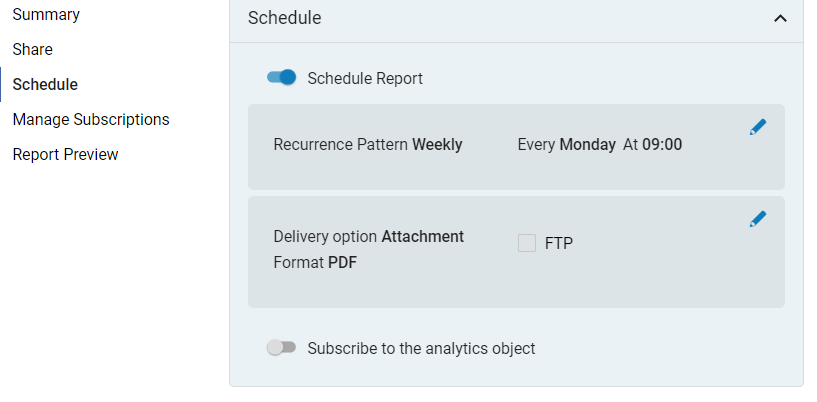 Summary
Share
Schedule
Manage Subscriptions
Report Preview
Schedule
Schedule Report
Recurrence Pattern Weekly
Every Monday At 09:00
Delivery option Attachment
Format PDF
FTP
Subscribe to the analytics object